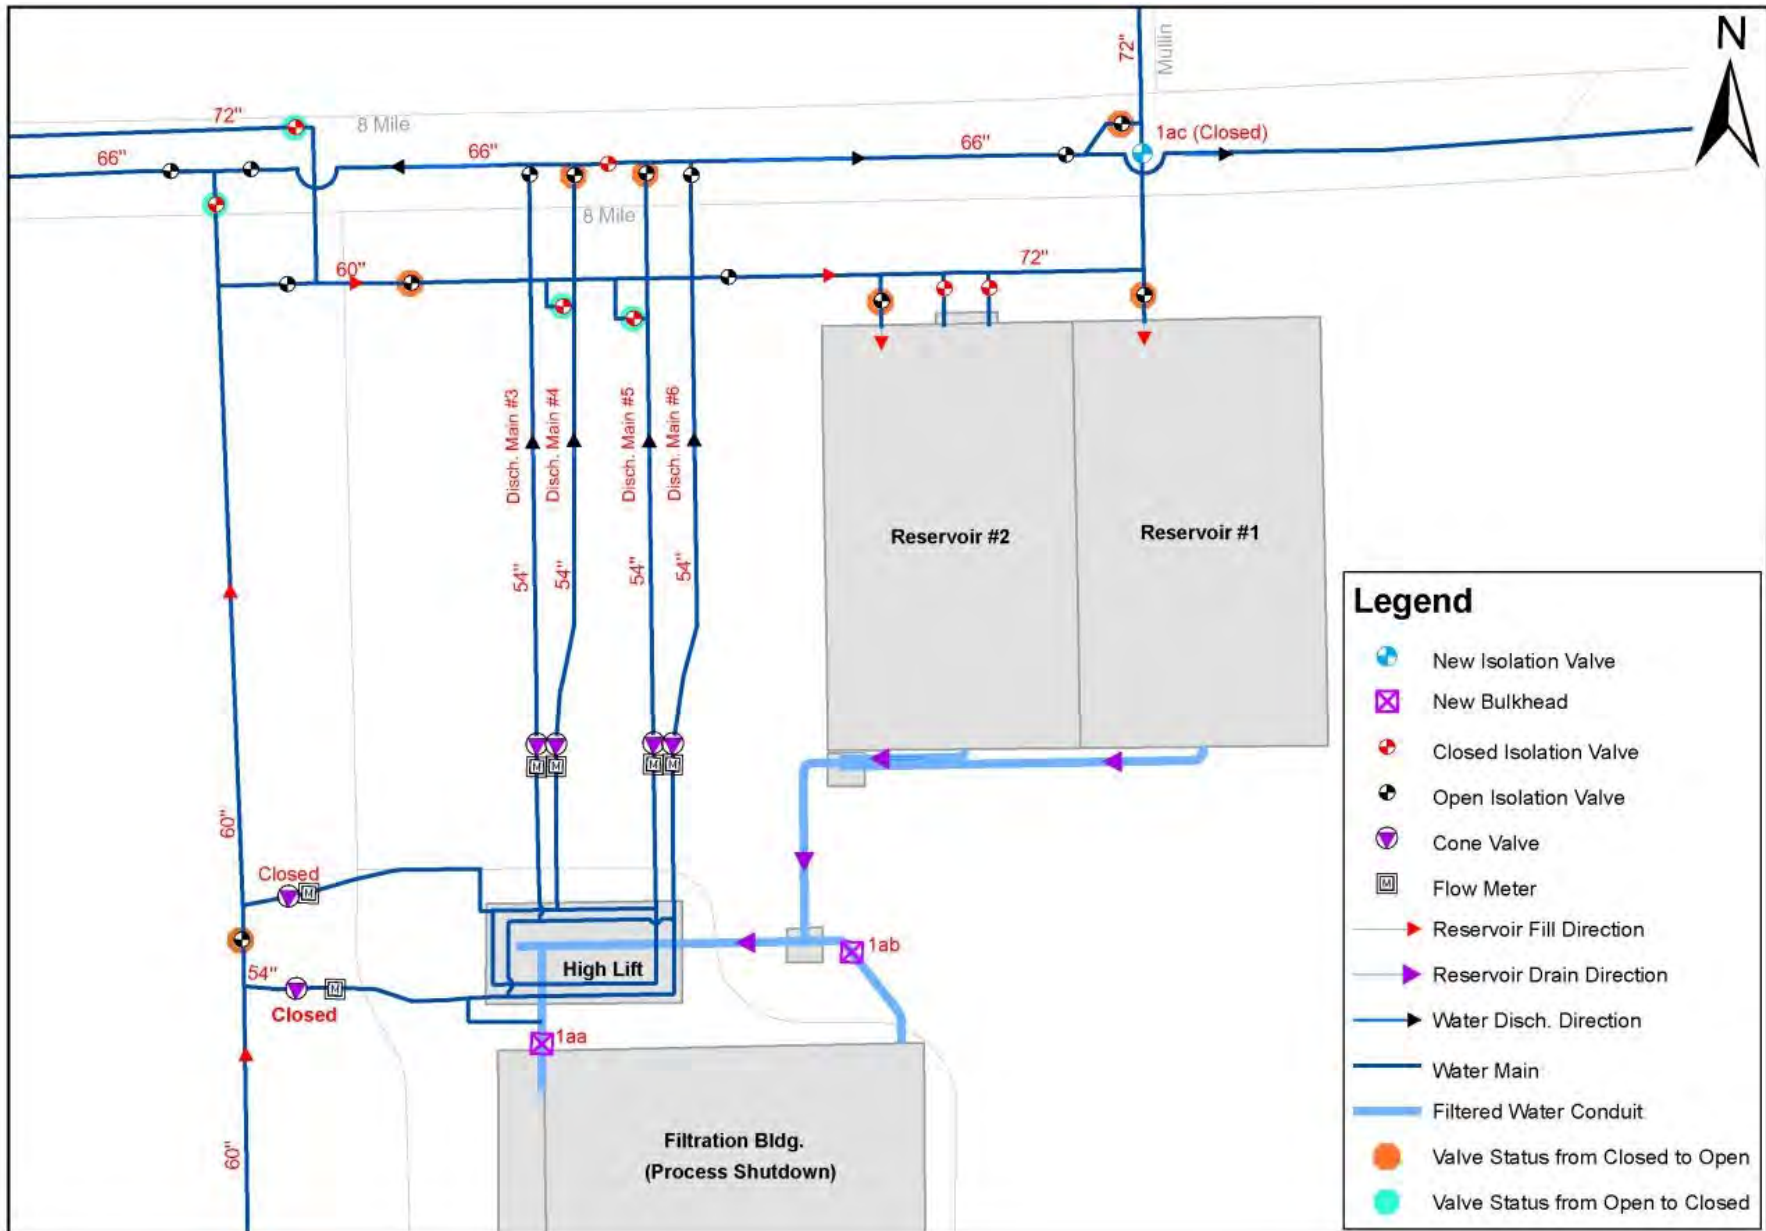 N
72"
Mullin
72"
8 Mile
1ac (Closed)
66"
66"
66"
8 Mile
60"
72"
Disch. Main #3
Disch. Main #4
Disch. Main #5
Disch. Main #6
54"
54"
54"
54"
Reservoir #2
Reservoir #1
60"
Closed
M
M
M
M
M
54"
M
Closed
High Lift
1ab
1aa
60"
Filtration Bldg.
(Process Shutdown)
Legend
New Isolation Valve
New Bulkhead
Closed Isolation Valve
Open Isolation Valve
Cone Valve
M
Flow Meter
Reservoir Fill Direction
Reservoir Drain Direction
Water Disch. Direction
Water Main
Filtered Water Conduit
Valve Status from Closed to Open
Valve Status from Open to Closed